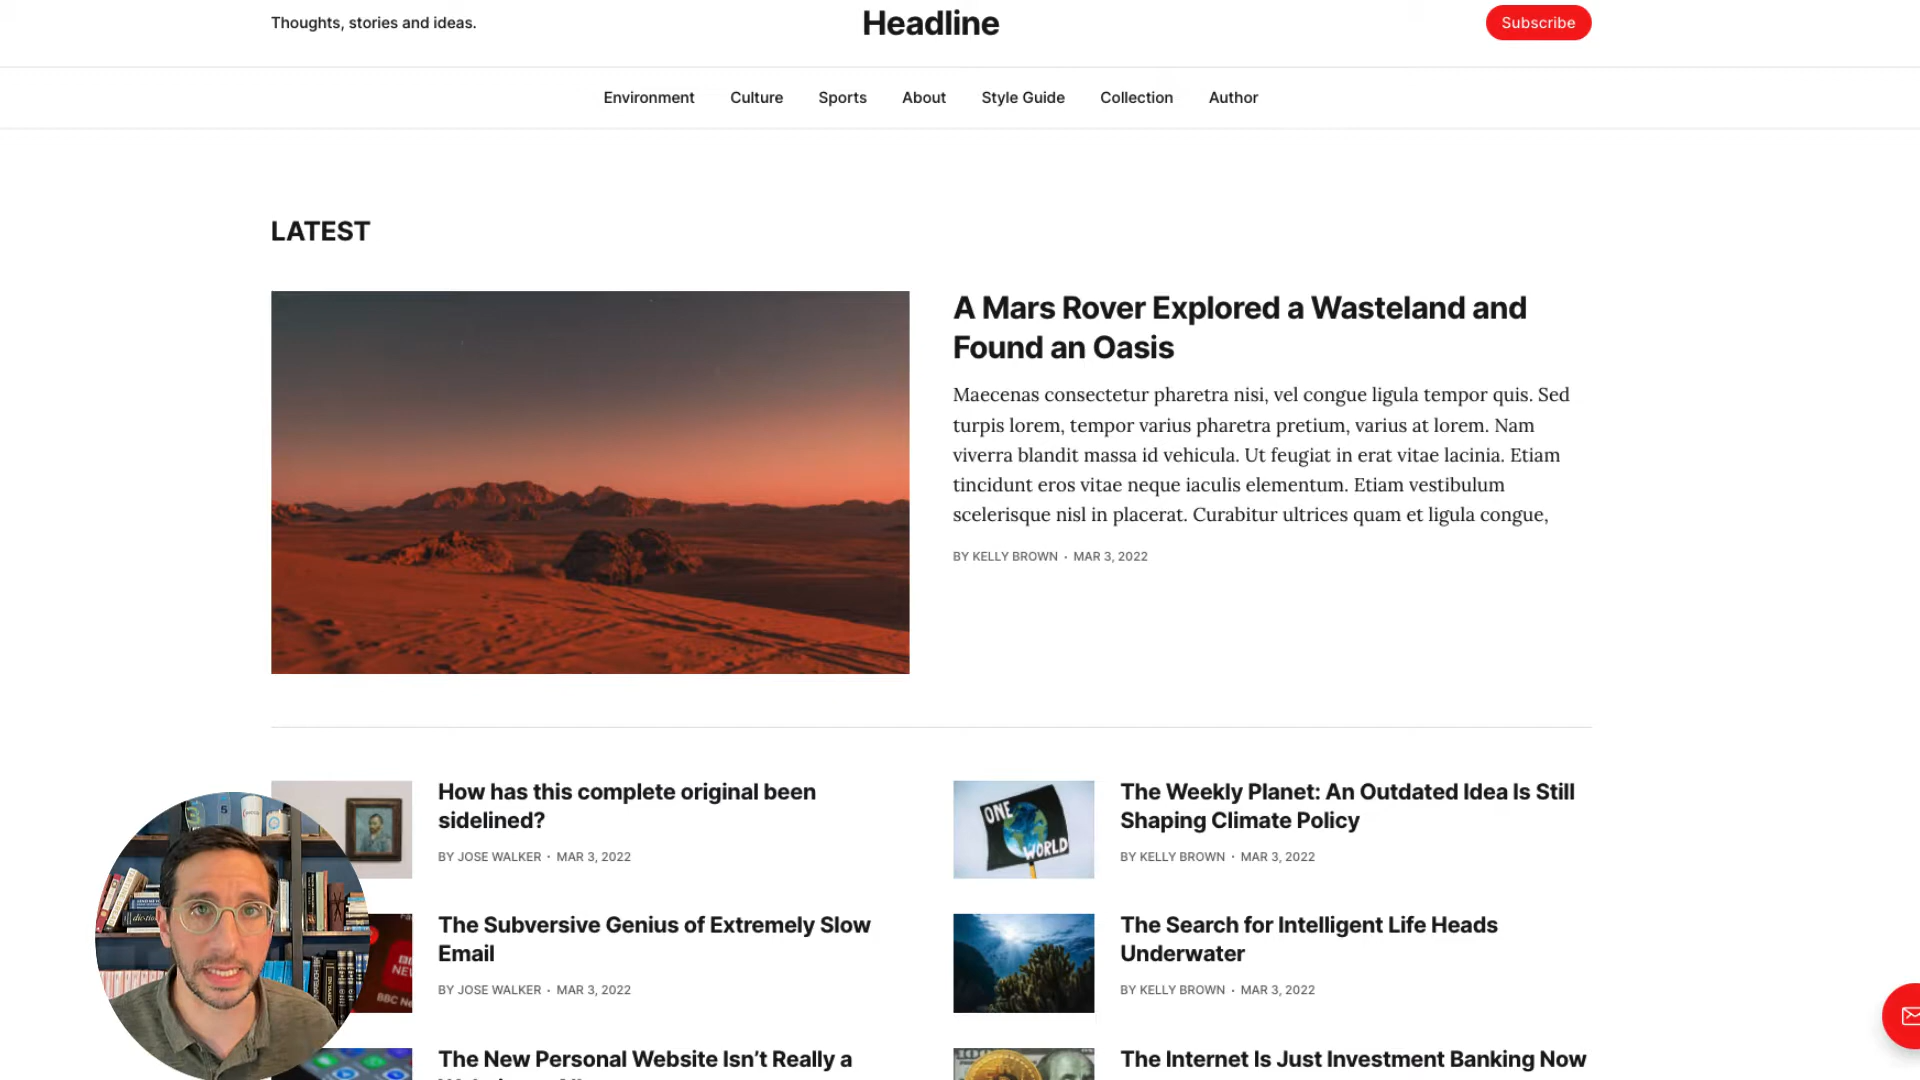 Thoughts, stories and ideas.
Headline
Subscribe
Environment
Culture
Sports
About
Style Guide
Collection
Author
LATEST
A Mars Rover Explored a Wasteland and
Found an Oasis
Maecenas consectetur pharetra nisi, vel congue ligula tempor quis. Sed
turpis lorem, tempor varius pharetra pretium, varius at lorem. Nam
viverra blandit massa id vehicula. Ut feugiat in erat vitae lacinia. Etiam
tincidunt eros vitae neque iaculis elementum. Etiam vestibulum
scelerisque nisl in placerat. Curabitur ultrices quam et ligula congue,
BY KELLY BROWN · MAR 3, 2022
How has this complete original been
sidelined?
BY JOSE WALKER · MAR 3, 2022
ONE
WORLD
The Weekly Planet: An Outdated Idea Is Still
Shaping Climate Policy
BY KELLY BROWN · MAR 3, 2022
The Subversive Genius of Extremely Slow
Email
BY JOSE WALKER · MAR 3, 2022
The Search for Intelligent Life Heads
Underwater
BY KELLY BROWN · MAR 3, 2022
The New Personal Website Isn’t Really a
The Internet Is Just Investment Banking Now